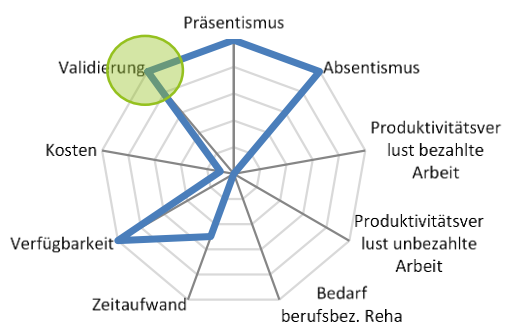 Präsentismus
Validierung
Absentismus
Kosten
Produktivitätsver
lust bezahlte
Arbeit
Verfügbarkeit
Produktivitätsver
lust unbezahlte
Arbeit
Zeitaufwand
Bedarf
berufsbez. Reha